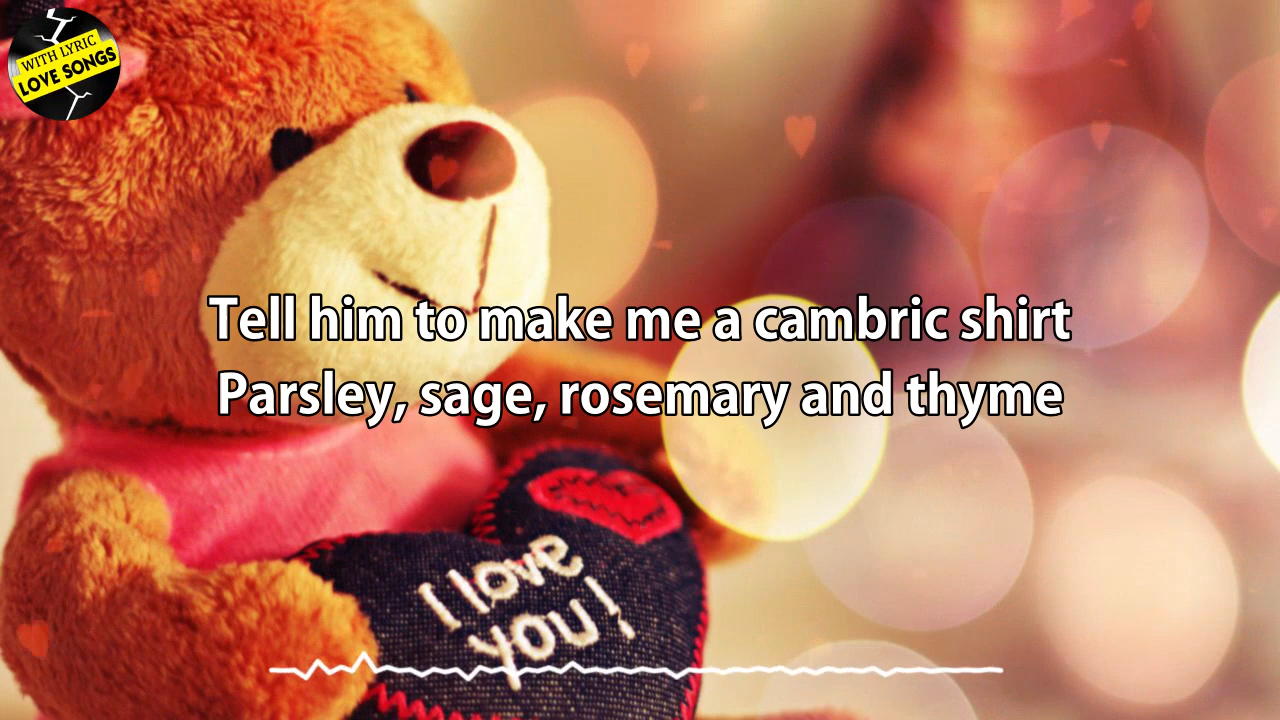 WITH LYRIC
LOVE SONGS
Tell him to make me a cambric shirt
Parsley, sage, rosemary and thyme
I love
you!